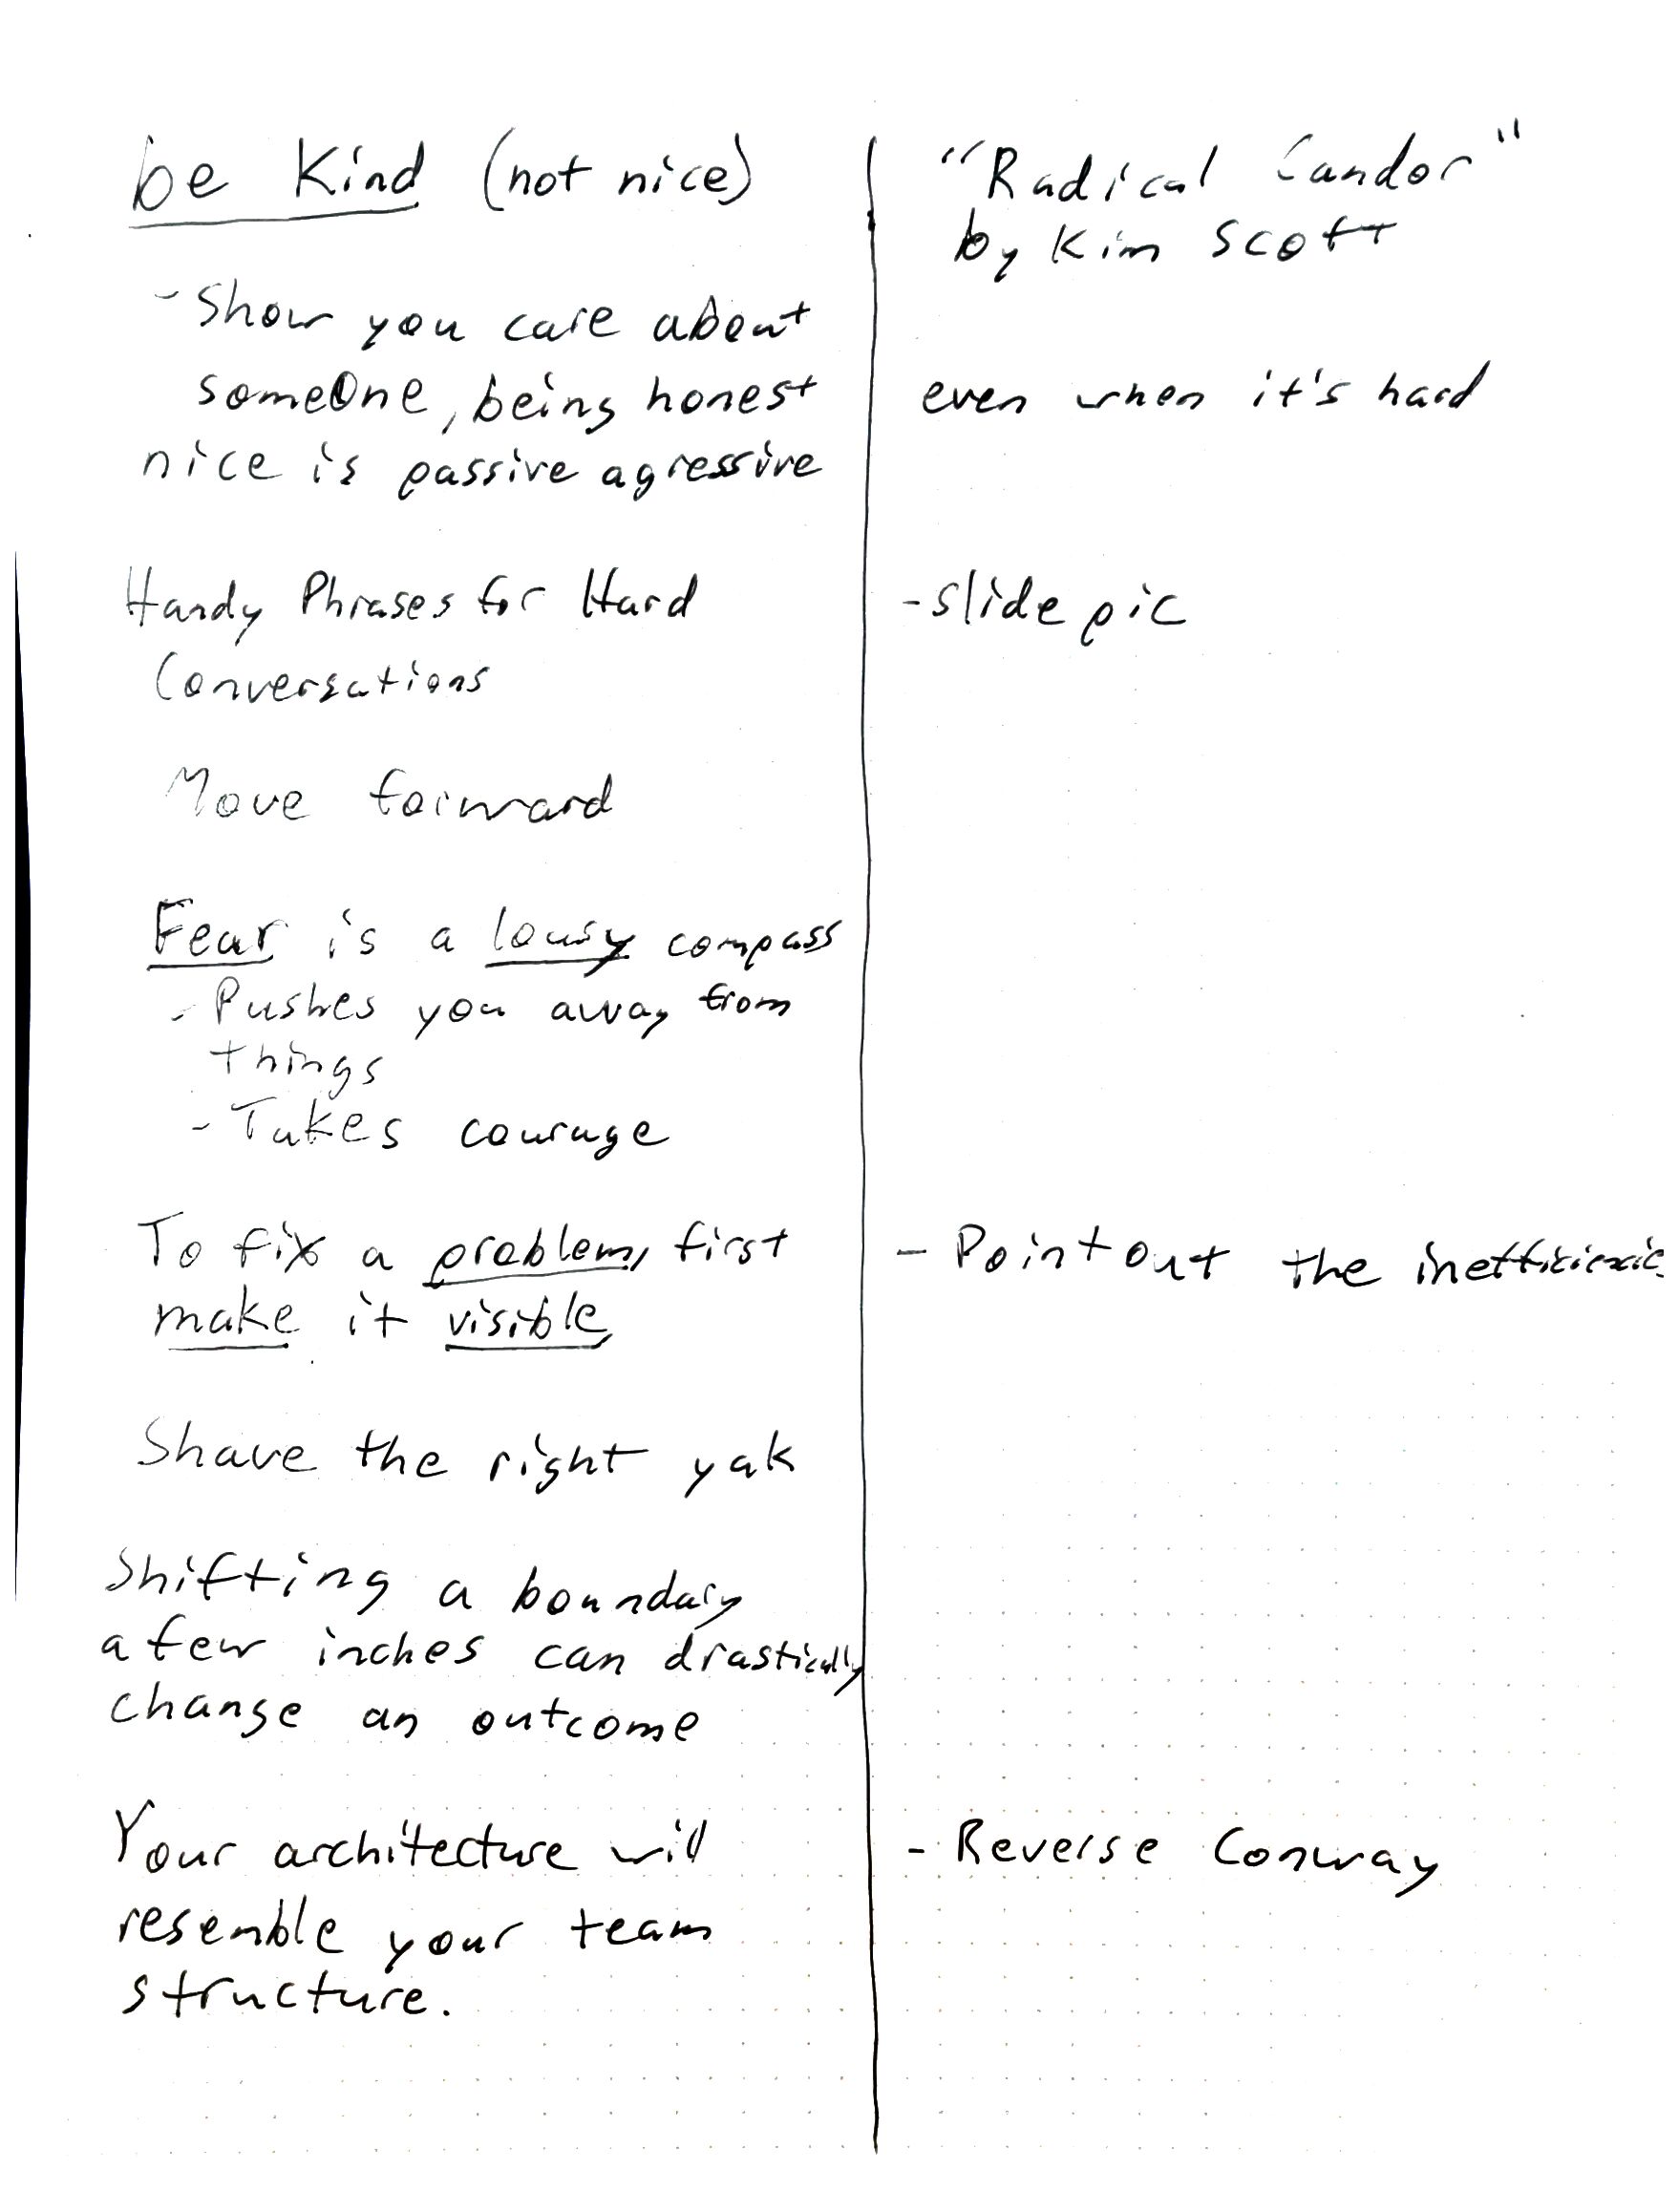 be Kind (not nice)
"Radical Candor"
by Kim Scott
- Show you care about
someOne, being honest
even when it's hard
nice is passive agressive
Handy Phrases for Hard
Conversations
- slide pic
Move forward
Fear is a lousy compass
- Pushes you away from
things
- Takes courage
To fix a problem, first
make it visible
- Point out the
Shave the right yak
Shifting a boundary
a few inches can drastically
change an outcome
Your architecture will
resemble your team
structure.
- Reverse Conway